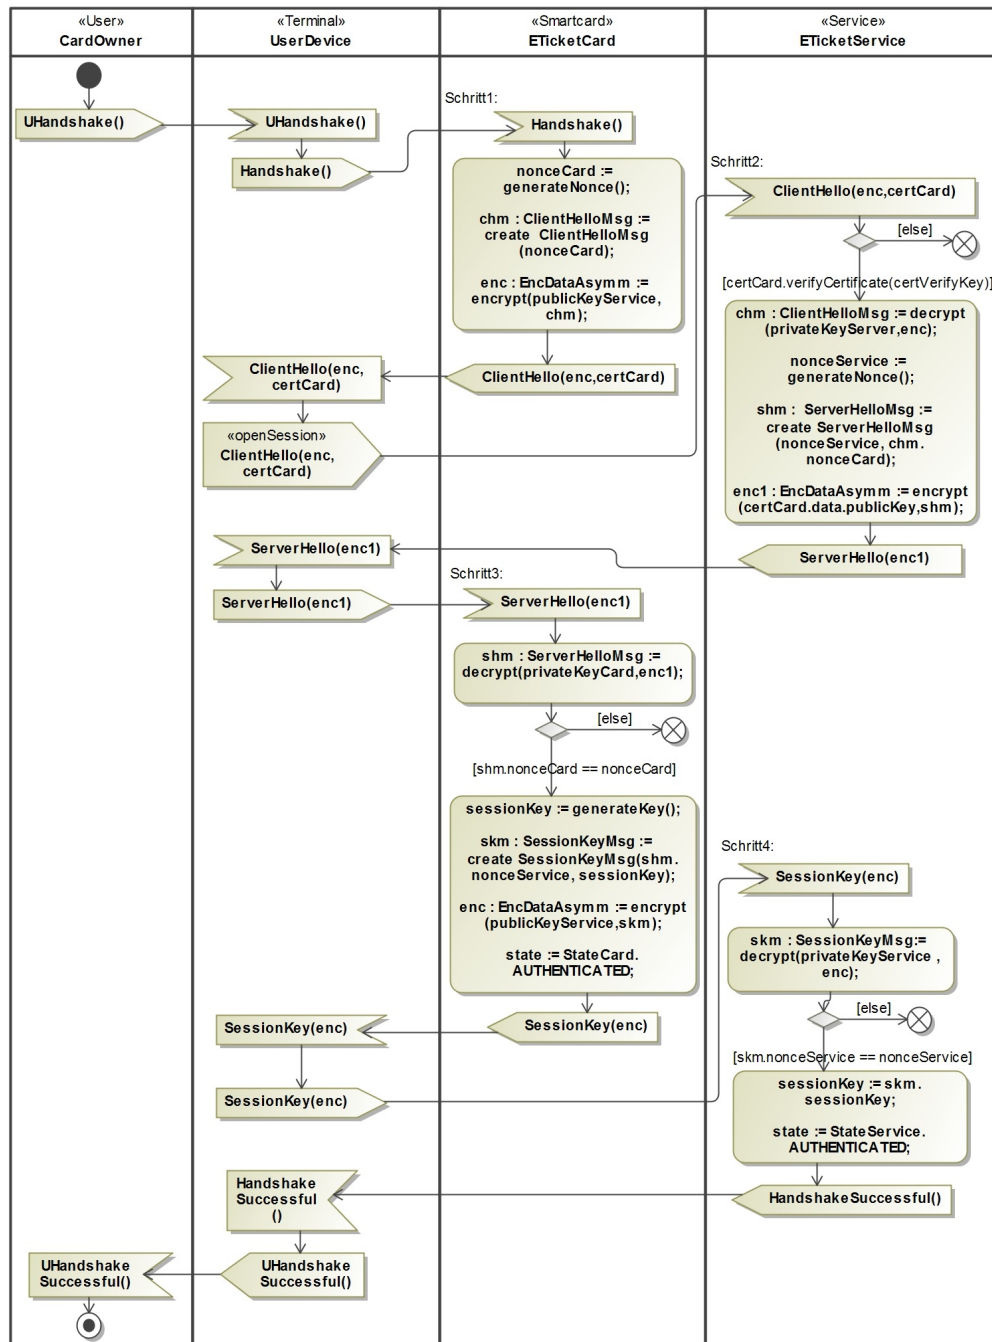 «User»
CardOwner
«Terminal»
UserDevice
«Smartcard»
ETicketCard
«Service»
ETicketService
UHandshake()
UHandshake()
Handshake()
Schritt1:
Handshake()
nonceCard :=
generateNonce();
chm : ClientHelloMsg :=
create ClientHelloMsg
(nonceCard);
enc : EncDataAsymm :=
encrypt(publicKeyService,
chm);
ClientHello(enc,certCard)
ClientHello(enc,
certCard)
«openSession»
ClientHello(enc,
certCard)
Schritt2:
ClientHello(enc,certCard)
[else]
[certCard.verifyCertificate(certVerifyKey)]
chm : ClientHelloMsg := decrypt
(privateKeyServer,enc);
nonceService :=
generateNonce();
shm : ServerHelloMsg :=
create ServerHelloMsg
(nonceService, chm.
nonceCard);
enc1 : EncDataAsymm := encrypt
(certCard.data.publicKey,shm);
ServerHello(enc1)
ServerHello(enc1)
ServerHello(enc1)
Schritt3:
ServerHello(enc1)
shm : ServerHelloMsg :=
decrypt(privateKeyCard,enc1);
[else]
[shm.nonceCard == nonceCard]
sessionKey := generateKey();
skm : SessionKeyMsg :=
create SessionKeyMsg(shm.
nonceService, sessionKey);
enc : EncDataAsymm := encrypt
(publicKeyService,skm);
state := StateCard.
AUTHENTICATED;
SessionKey(enc)
SessionKey(enc)
SessionKey(enc)
Schritt4:
SessionKey(enc)
skm : SessionKeyMsg:=
decrypt(privateKeyService ,
enc);
[else]
[skm.nonceService == nonceService]
sessionKey := skm.
sessionKey;
state := StateService.
AUTHENTICATED;
HandshakeSuccessful()
Handshake
Successful
()
UHandshake
Successful()
UHandshake
Successful()